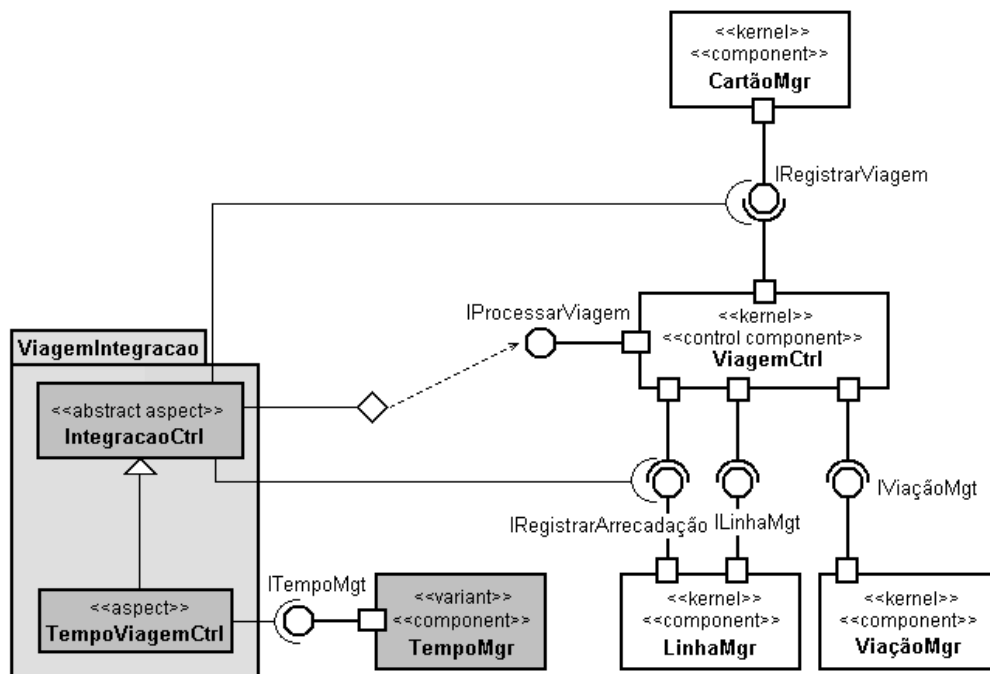 <<kernel>>
<<component>>
CartãoMgr
IRegistrarViagem
IProcessarViagem
<<kernel>>
<<control component>>
ViagemCtrl
ViagemIntegracao
<<abstract aspect>>
IntegracaoCtrl
IViaçãoMgt
IRegistrarArrecadação
ILinhaMgt
ITempoMgt
<<aspect>>
TempoViagemCtrl
<<variant>>
<<component>>
TempoMgr
<<kernel>>
<<component>>
LinhaMgr
<<kernel>>
<<component>>
ViaçãoMgr